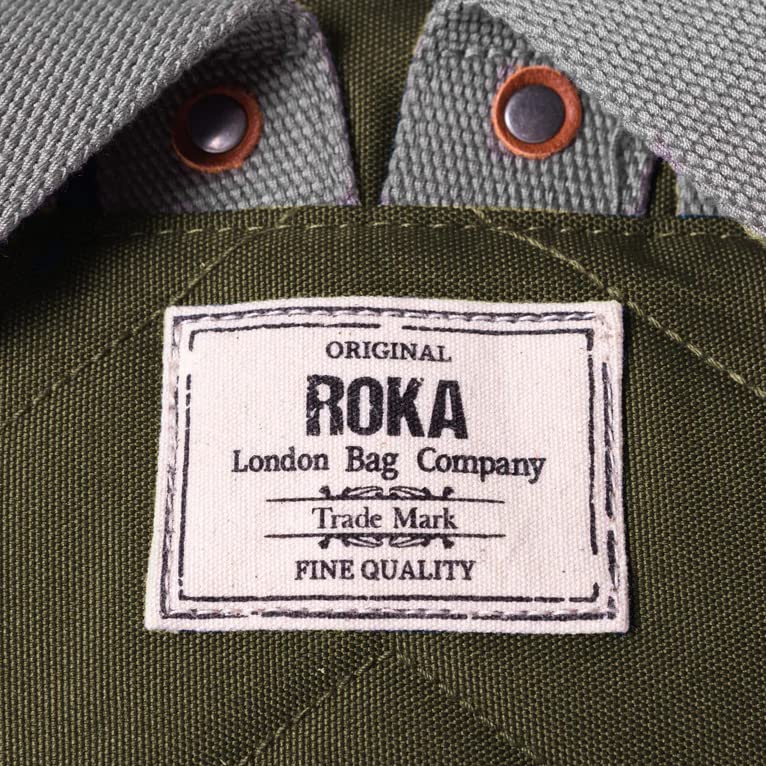 ORIGINAL
ROKA
London Bag Company
Trade Mark
FINE QUALITY